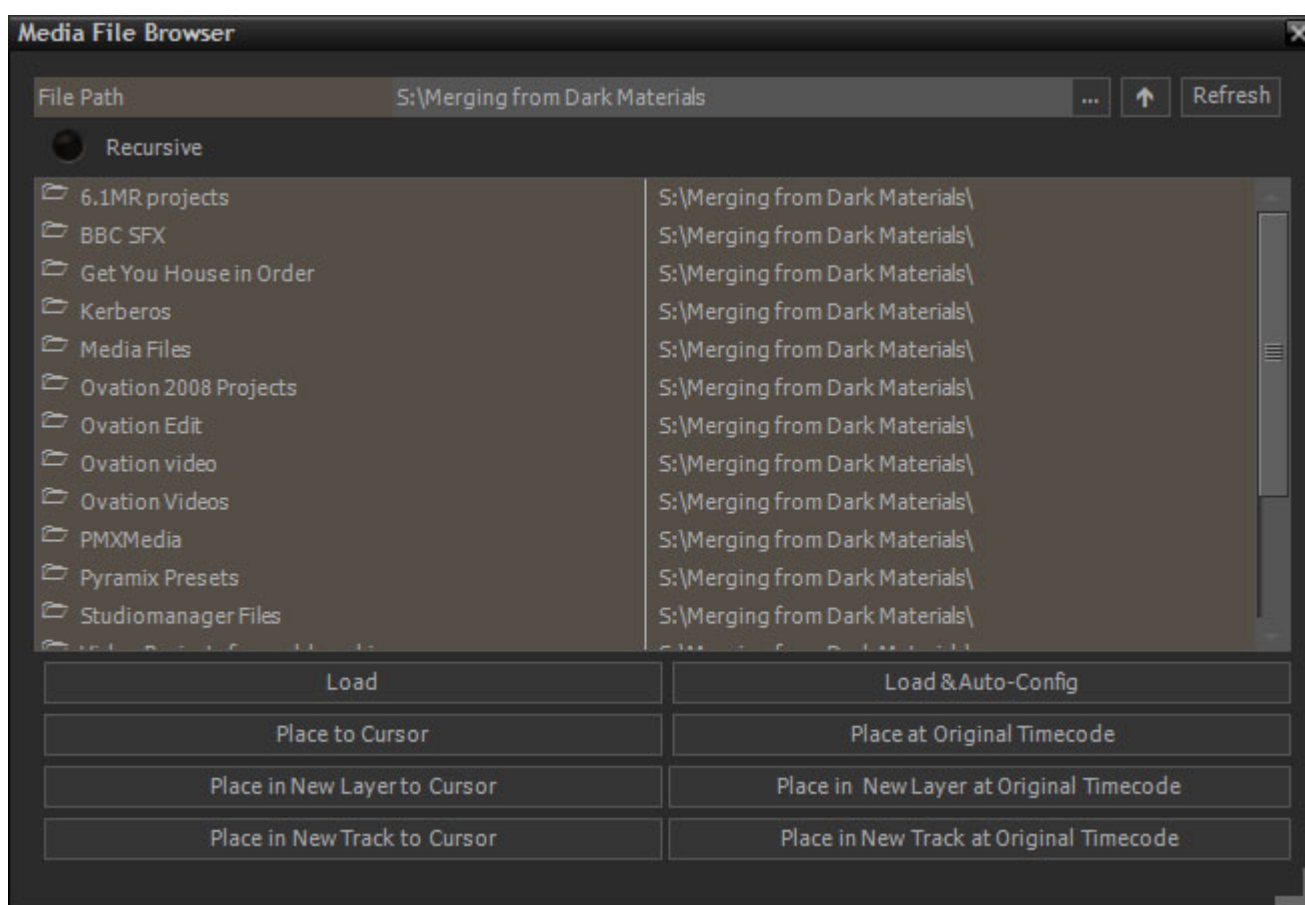 Media File Browser
File Path S:\Merging from Dark Materials ... Refresh
Recursive
6.1MR projects S:\Merging from Dark Materials\
BBC SFX S:\Merging from Dark Materials\
Get You House in Order S:\Merging from Dark Materials\
Kerberos S:\Merging from Dark Materials\
Media Files S:\Merging from Dark Materials\
Ovation 2008 Projects S:\Merging from Dark Materials\
Ovation Edit S:\Merging from Dark Materials\
Ovation video S:\Merging from Dark Materials\
Ovation Videos S:\Merging from Dark Materials\
PMXMedia S:\Merging from Dark Materials\
Pyramix Presets S:\Merging from Dark Materials\
Studiomanager Files S:\Merging from Dark Materials\
Load Load & Auto-Config
Place to Cursor Place at Original Timecode
Place in New Layer to Cursor Place in New Layer at Original Timecode
Place in New Track to Cursor Place in New Track at Original Timecode